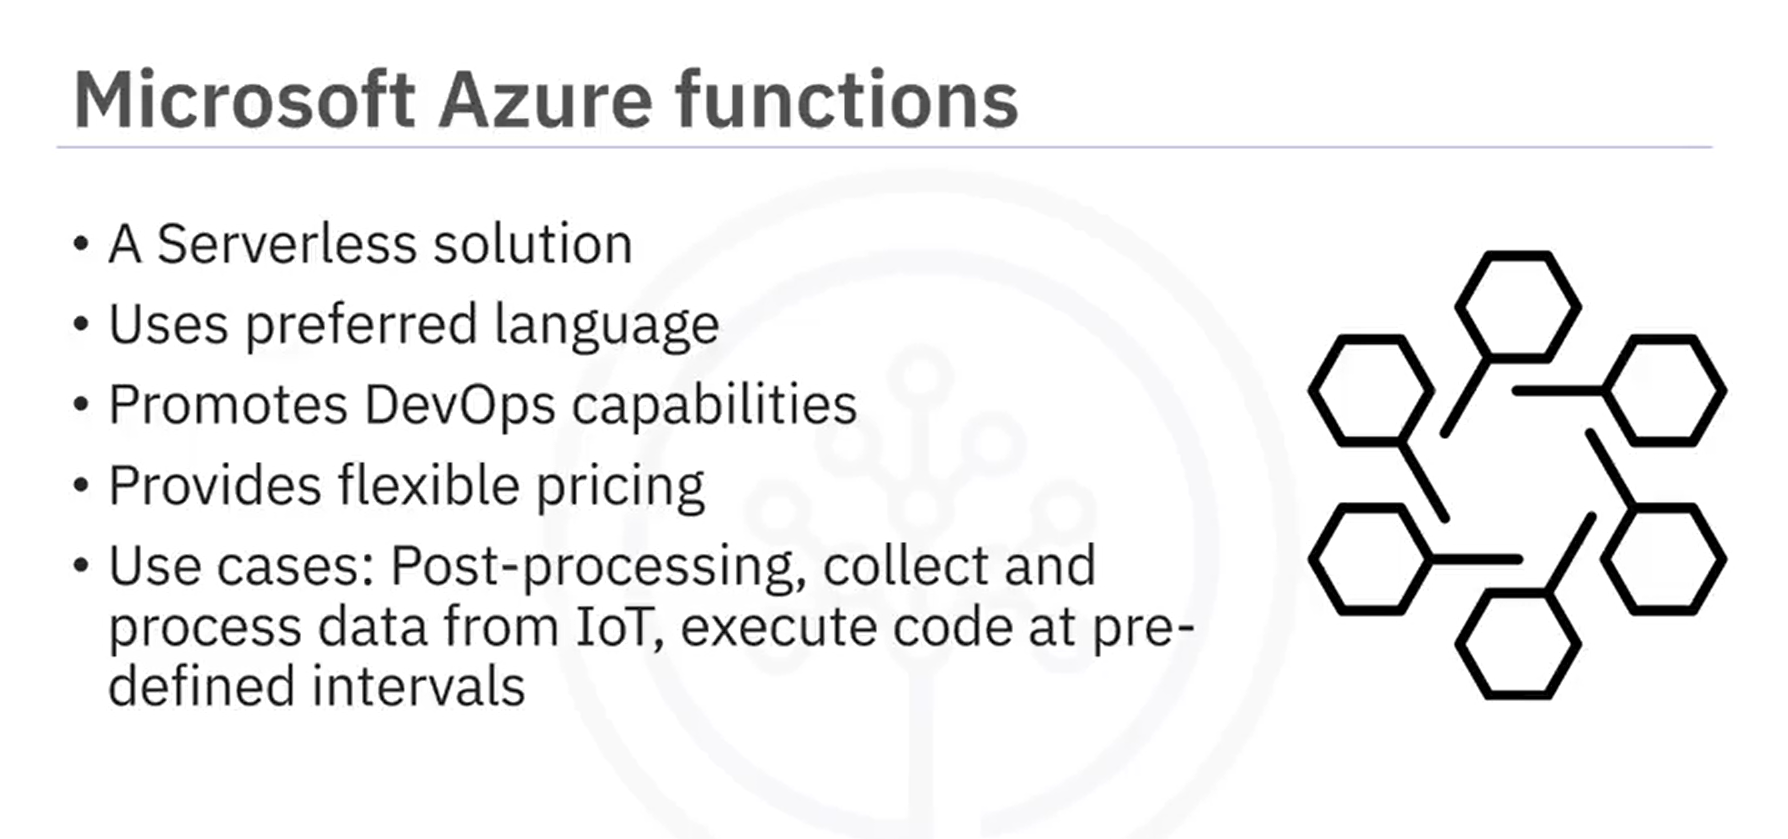 Microsoft Azure functions
• A Serverless solution
• Uses preferred language
• Promotes DevOps capabilities
• Provides flexible pricing
• Use cases: Post-processing, collect and
process data from IoT, execute code at pre-
defined intervals